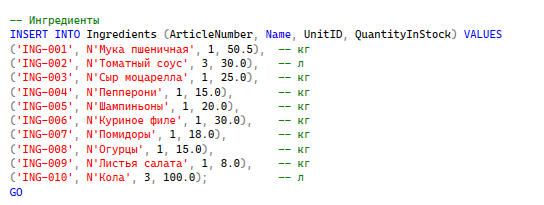 -- Ингредиенты
INSERT INTO Ingredients (ArticleNumber, Name, UnitID, QuantityInStock) VALUES
('ING-001', N'Мука пшеничная', 1, 50.5),  -- кг
('ING-002', N'Томатный соус', 3, 30.0),   -- л
('ING-003', N'Сыр моцарелла', 1, 25.0),   -- кг
('ING-004', N'Пепперони', 1, 15.0),       -- кг
('ING-005', N'Шампиньоны', 1, 20.0),      -- кг
('ING-006', N'Куриное филе', 1, 30.0),    -- кг
('ING-007', N'Помидоры', 1, 18.0),        -- кг
('ING-008', N'Огурцы', 1, 15.0),          -- кг
('ING-009', N'Листья салата', 1, 8.0),    -- кг
('ING-010', N'Кола', 3, 100.0);           -- л
GO